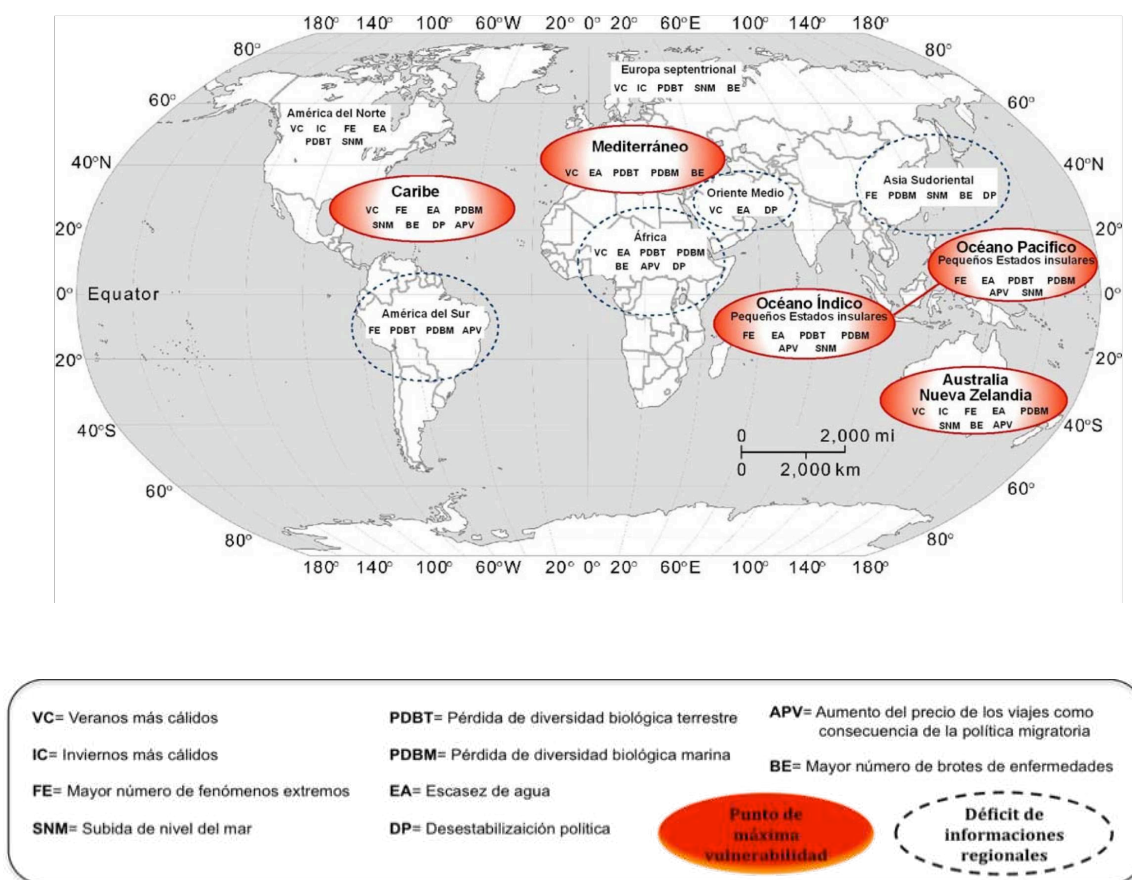 180° 140° 100° 60°W 20° 0° 20° 60°E 100° 140° 180°
80° 80°
60° 60°
40°N 40°N
20° 20°
0° Equator 0°
20° 20°
40°S 40°S
60° 60°
80° 80°
180° 140° 100° 60°W 20° 0° 20° 60°E 100° 140° 180°
Europa septentrional
VC IC PDBT SNM BE
América del Norte
VC IC FE EA
PDBT SNM
Mediterráneo
VC EA PDBT PDBM BE
Caribe
VC FE EA PDBM
SNM BE DP APV
Oriente Medio
VC EA DP
Asia Sudoriental
FE PDBM SNM BE DP
África
VC EA PDBT PDBM
BE APV DP
Océano Pacifico
Pequeños Estados insulares
FE EA PDBT PDBM
APV SNM
América del Sur
FE PDBT PDBM APV
Océano Índico
Pequeños Estados insulares
FE EA PDBT PDBM
APV SNM
Australia
Nueva Zelandia
VC IC FE EA PDBM
SNM BE APV
0 2,000 mi
0 2,000 km
VC= Veranos más cálidos
IC= Inviernos más cálidos
FE= Mayor número de fenómenos extremos
SNM= Subida de nivel del mar
PDBT= Pérdida de diversidad biológica terrestre
PDBM= Pérdida de diversidad biológica marina
EA= Escasez de agua
DP= Desestabilizaición politica
APV= Aumento del precio de los viajes como
consecuencia de la política migratoria
BE= Mayor número de brotes de enfermedades
Punto de
máxima
vulnerabilidad
Déficit de
informaciones
regionales